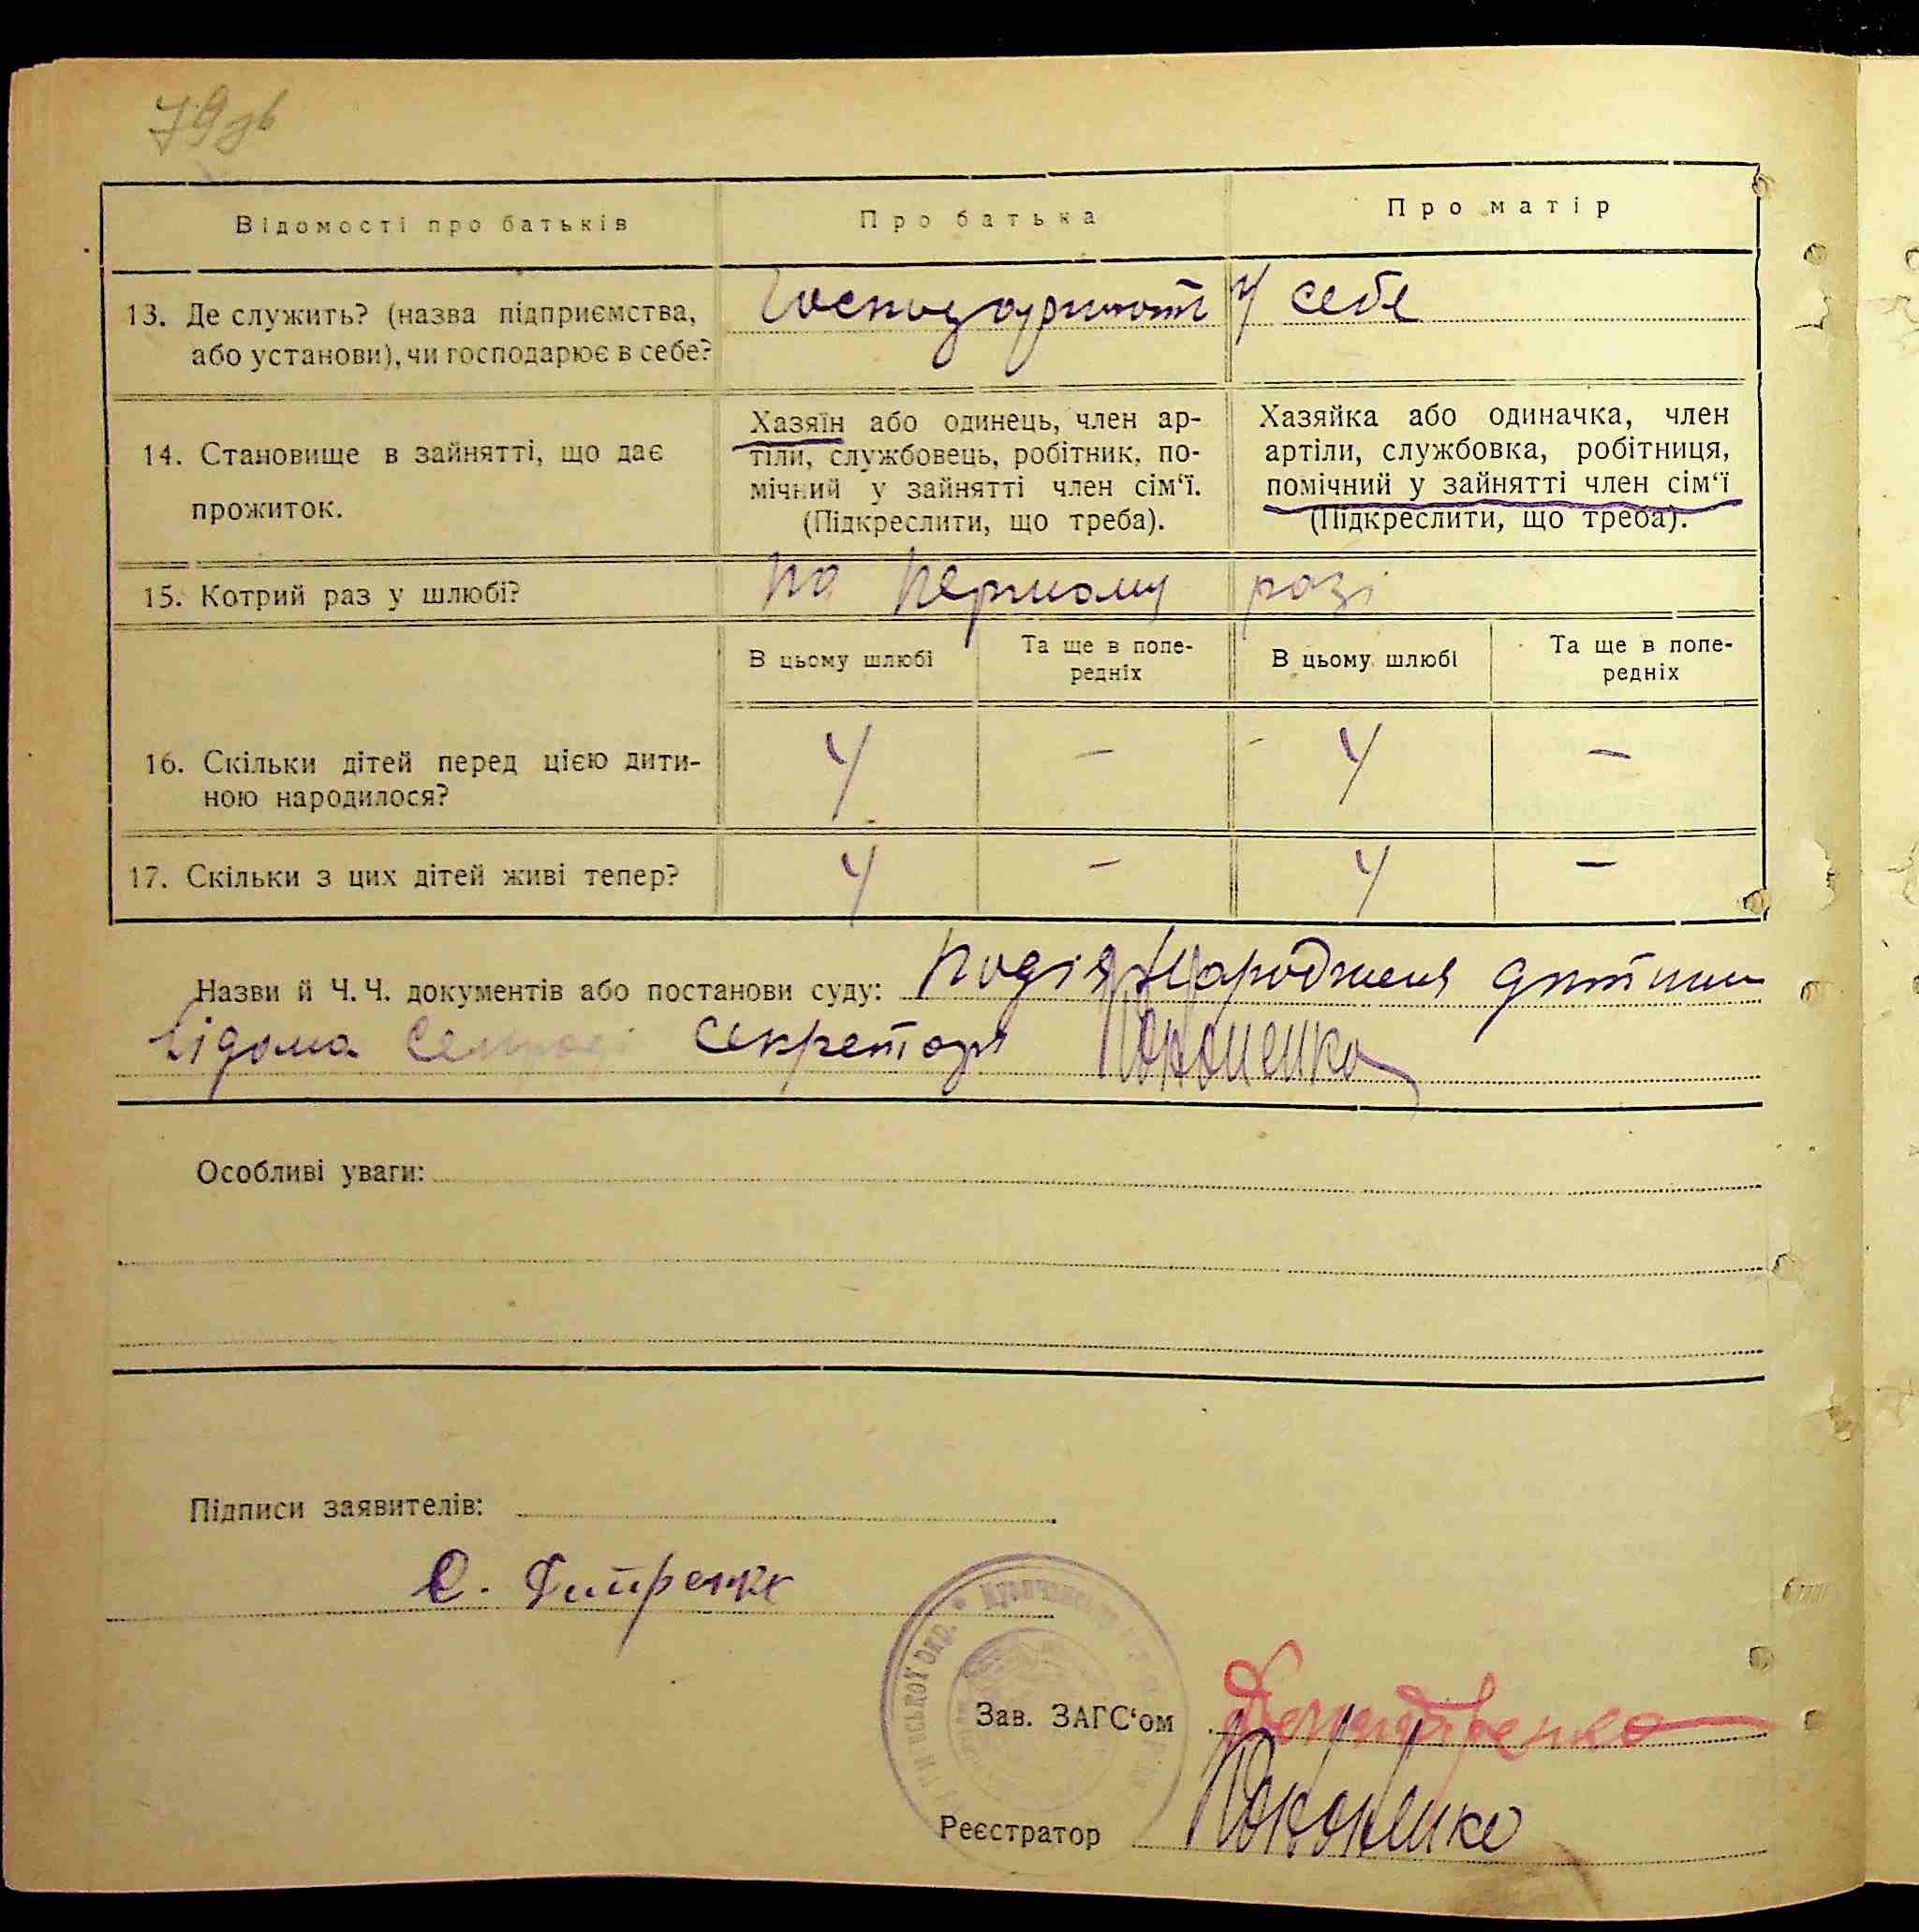 79зв
Відомості про батьків
Про батька
Про матір
13. Де служить? (назва підприємства,
або установи), чи господарює в себе?
Господарюють у себе
14. Становище в зайнятті, що дає
прожиток.
Хазяїн або одинець, член ар-
тіли, службовець, робітник, по-
мічний у зайнятті член сім‘ї.
(Підкреслити, що треба).
Хазяйка або одиначка, член
артіли, службовка, робітниця,
помічний у зайнятті член сім‘ї
(Підкреслити, що треба).
15. Котрий раз у шлюбі?
по першому разі
В цьому шлюбі
Та ще в попе-
редніх
В цьому шлюбі
Та ще в попе-
редніх
16. Скільки дітей перед цією дити-
ною народилося?
4 – 4 –
17. Скільки з цих дітей живі тепер?
4 – 4 –
Назви й Ч. Ч. документів або постанови суду: Подія народженя дитини
відома сельраді секретарь
Особливі уваги:
Підписи заявителів:
Зав. ЗАГС‘ом
Реєстратор